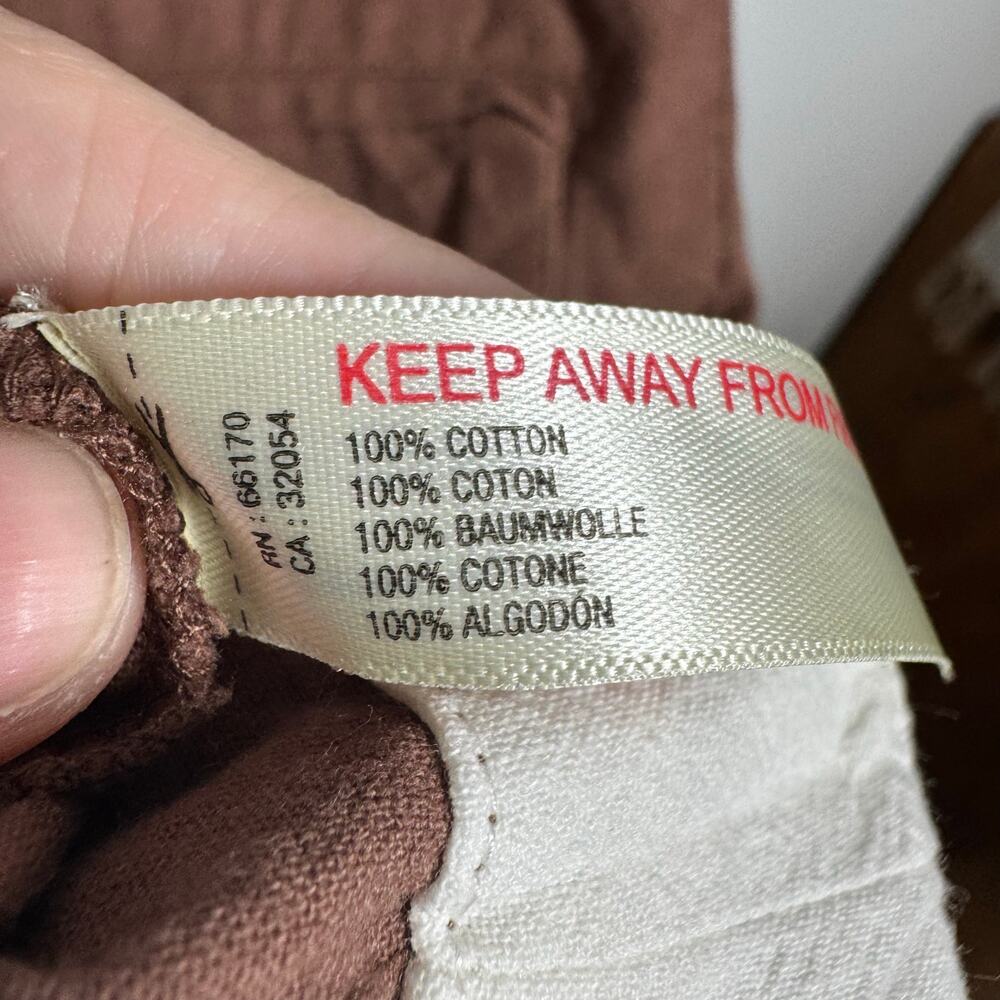 KEEP AWAY FROM
100% COTTON
100% COTON
100% BAUMWOLLE
100% COTONE
100% ALGODÓN
RN: 66170
CA: 32054